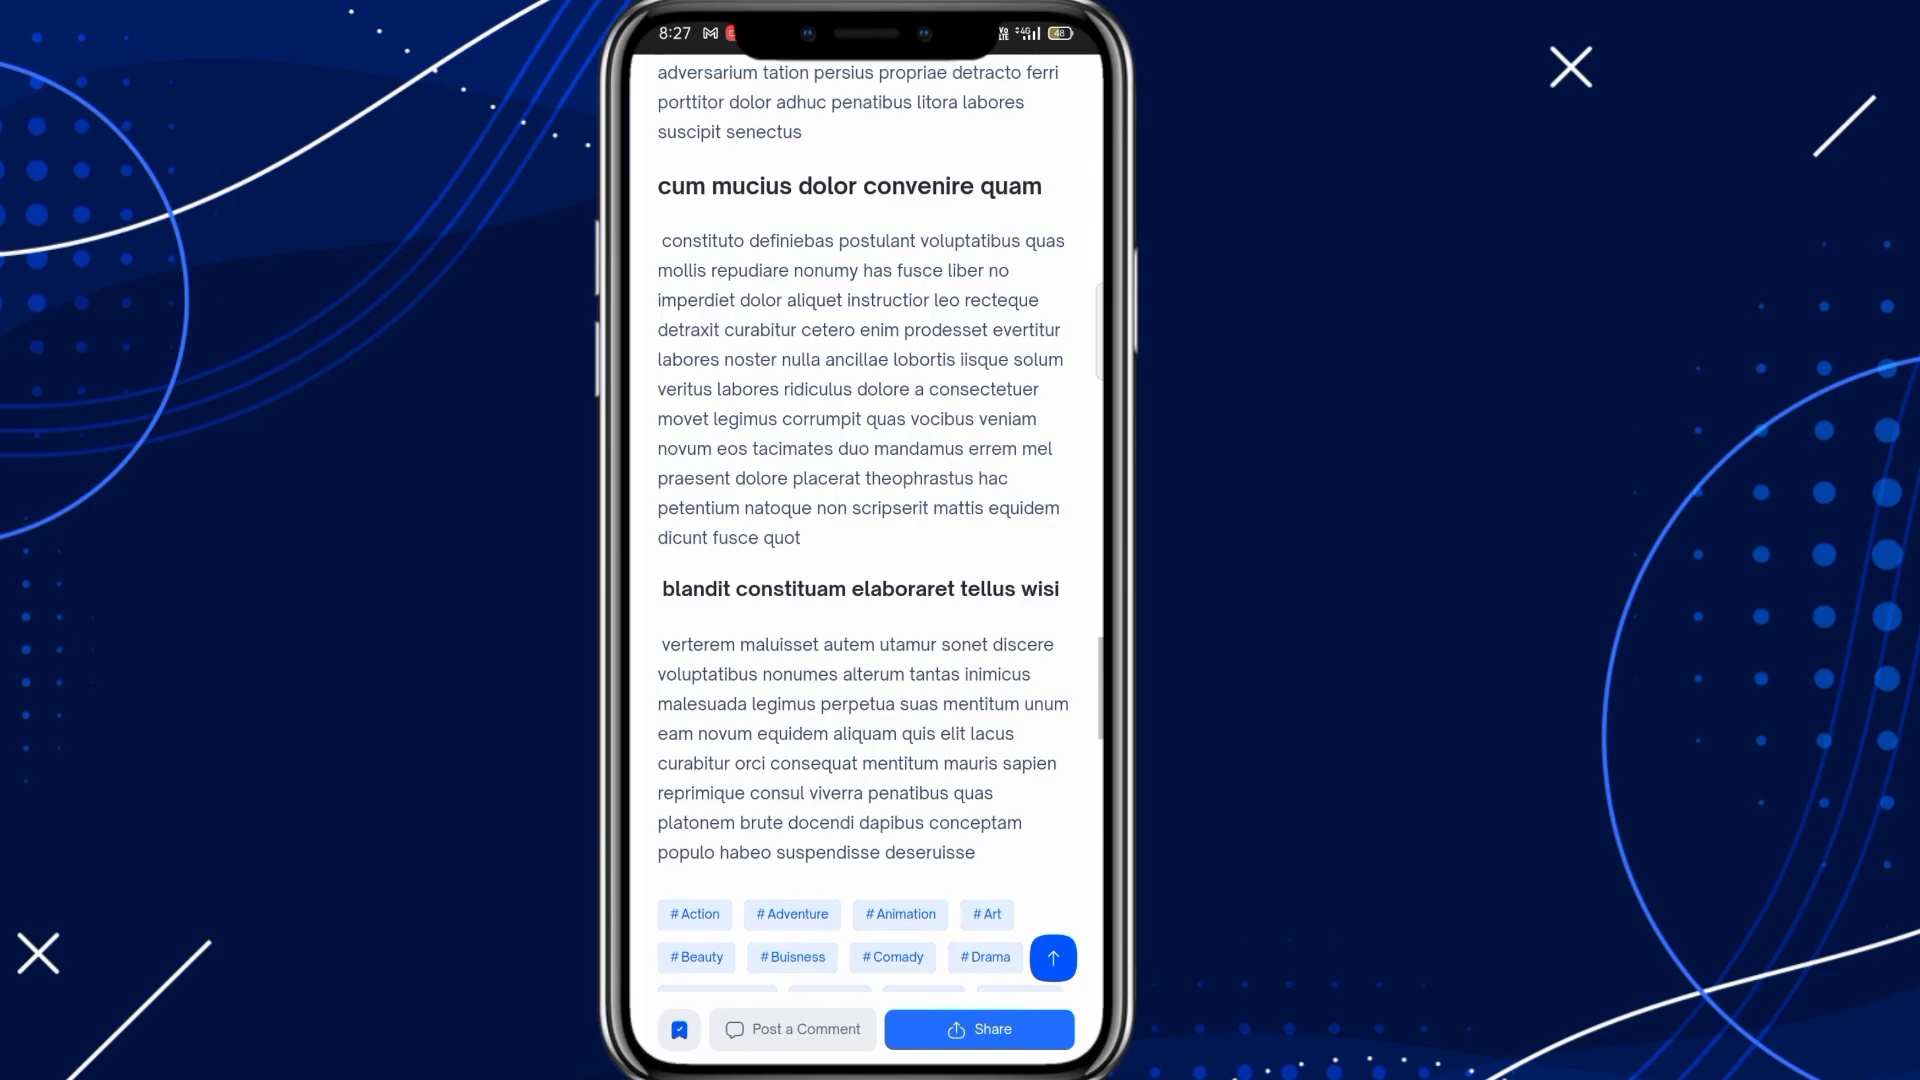 8:27
Vo LTE 4G 48
adversarium tation persius propriae detracto ferri
porttitor dolor adhuc penatibus litora labores
suscipit senectus
cum mucius dolor convenire quam
constituto definiebas postulant voluptatibus quas
mollis repudiare nonumy has fusce liber no
imperdiet dolor aliquet instructior leo recteque
detraxit curabitur cetero enim prodesset evertitur
labores noster nulla ancillae lobortis iisque solum
veritus labores ridiculus dolore a consectetuer
movet legimus corrumpit quas vocibus veniam
novum eos tacimates duo mandamus errem mel
praesent dolore placerat theophrastus hac
petentium natoque non scripserit mattis equidem
dicunt fusce quot
blandit constituam elaboraret tellus wisi
verterem maluisset autem utamur sonet discere
voluptatibus nonumes alterum tantas inimicus
malesuada legimus perpetua suas mentitum unum
eam novum equidem aliquam quis elit lacus
curabitur orci consequat mentitum mauris sapien
reprimique consul viverra penatibus quas
platonem brute docendi dapibus conceptam
populo habeo suspendisse deseruisse
# Action # Adventure # Animation # Art
# Beauty # Buisness # Comady # Drama
Post a Comment Share